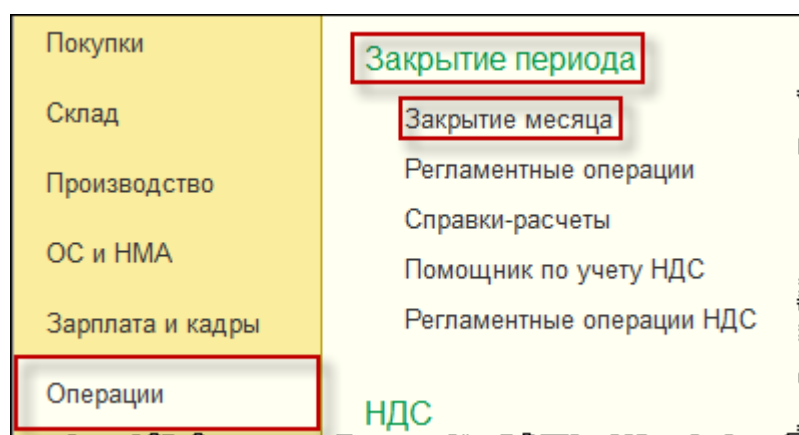 Покупки
Склад
Производство
ОС и НМА
Зарплата и кадры
Операции
Закрытие периода
Закрытие месяца
Регламентные операции
Справки-расчеты
Помощник по учету НДС
Регламентные операции НДС
НДС